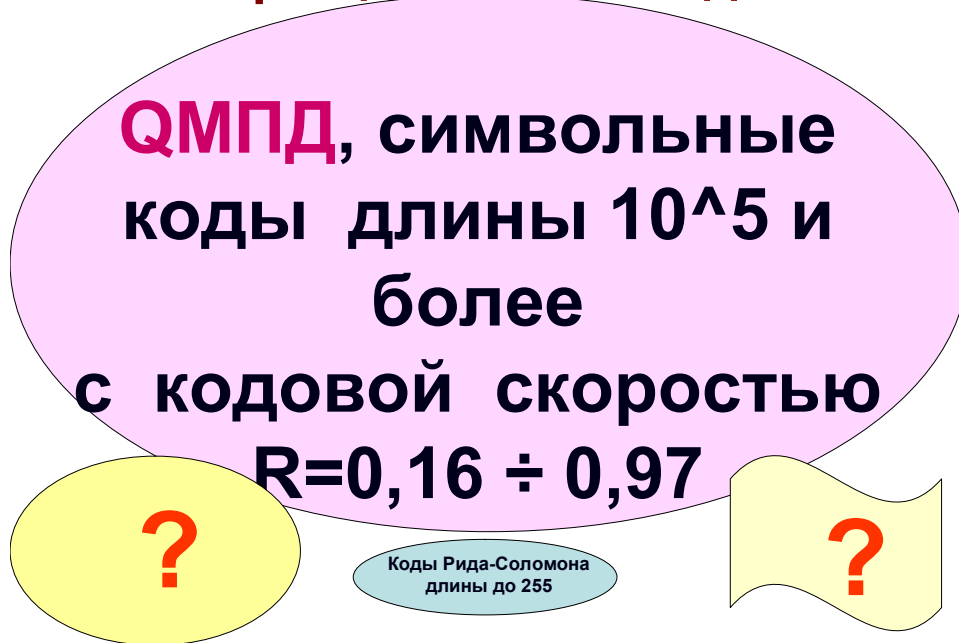 QМПД, символьные
коды длины 10^5 и
более
с кодовой скоростью
R=0,16 ÷ 0,97
?
Коды Рида-Соломона
длины до 255
?